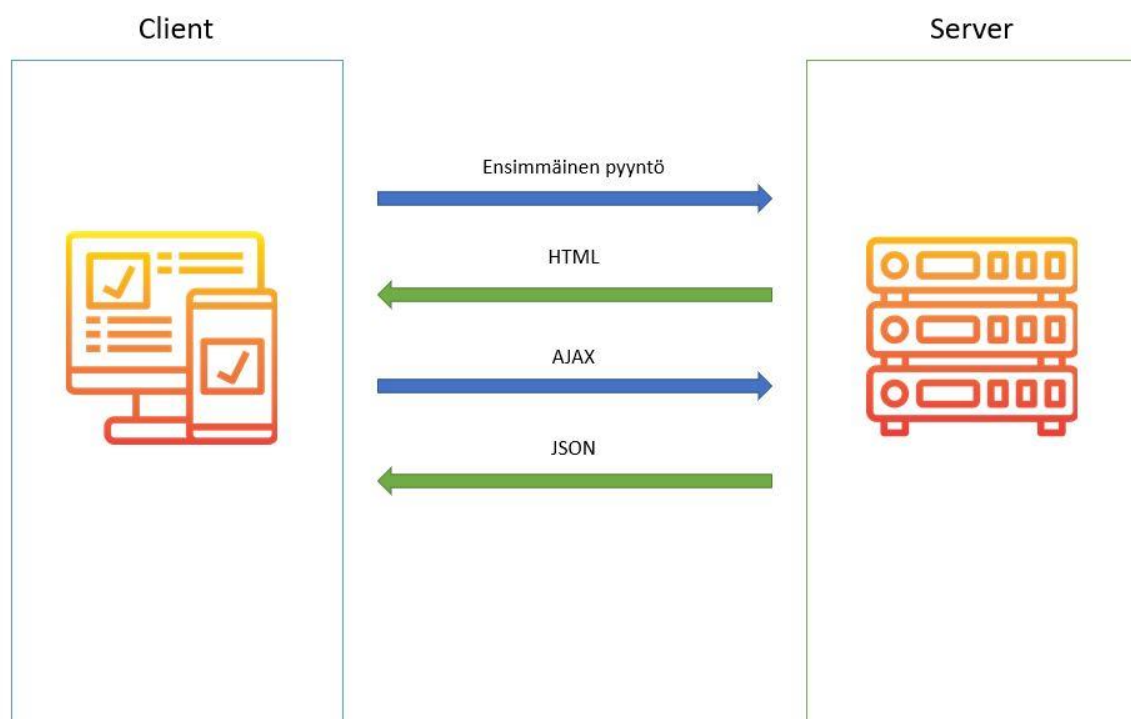 Client
Server
Ensimmäinen pyyntö
HTML
AJAX
JSON